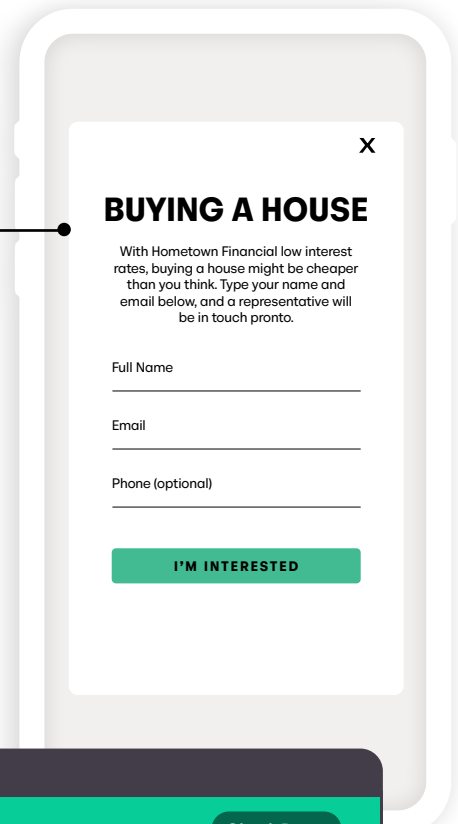 X
BUYING A HOUSE
With Hometown Financial low interest
rates, buying a house might be cheaper
than you think. Type your name and
email below, and a representative will
be in touch pronto.
Full Name
Email
Phone (optional)
I'M INTERESTED